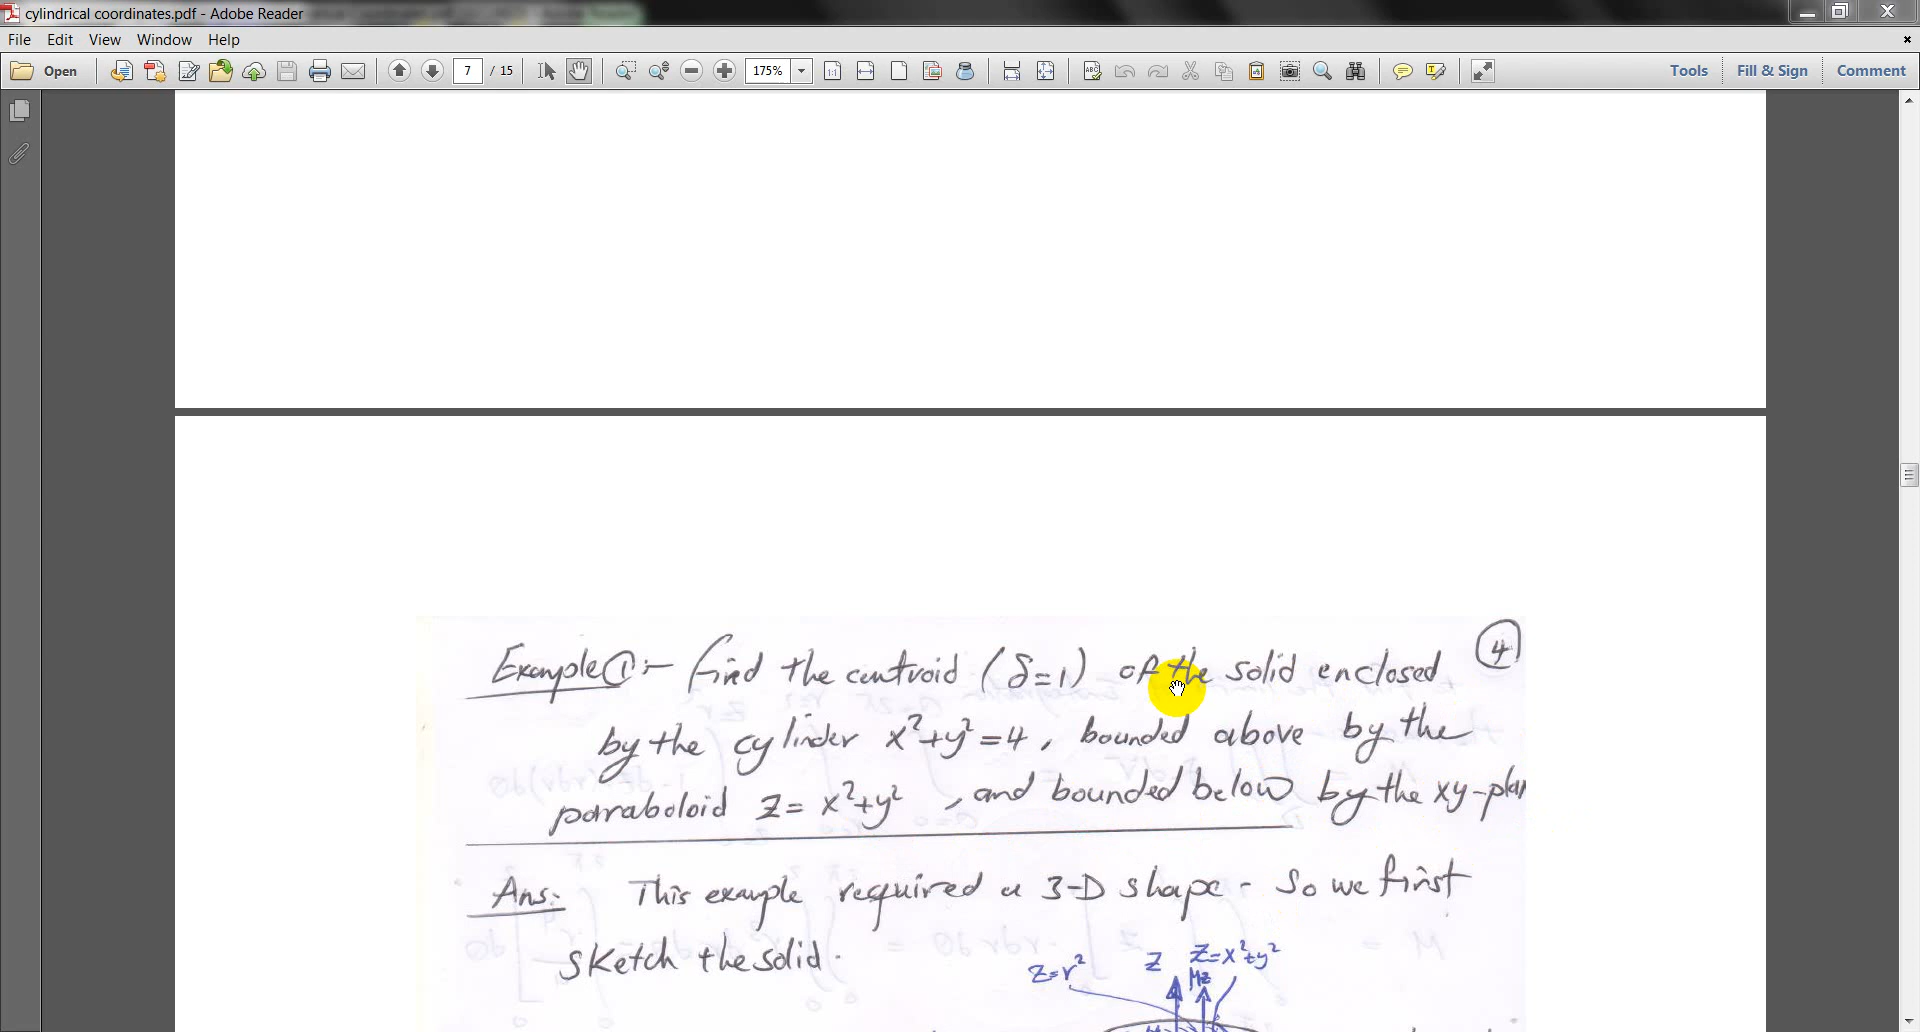 cylindrical coordinates.pdf - Adobe Reader
File Edit View Window Help
Open 7 / 15 175% Tools Fill & Sign Comment
Example ① :- find the centroid (δ=1) of the solid enclosed ④
by the cylinder x²+y²=4, bounded above by the
paraboloid z= x²+y² , and bounded below by the xy-plan
Ans:- This example required a 3-D shape - So we first
sketch the solid.
z=r² Z z=x²+y²
Mz